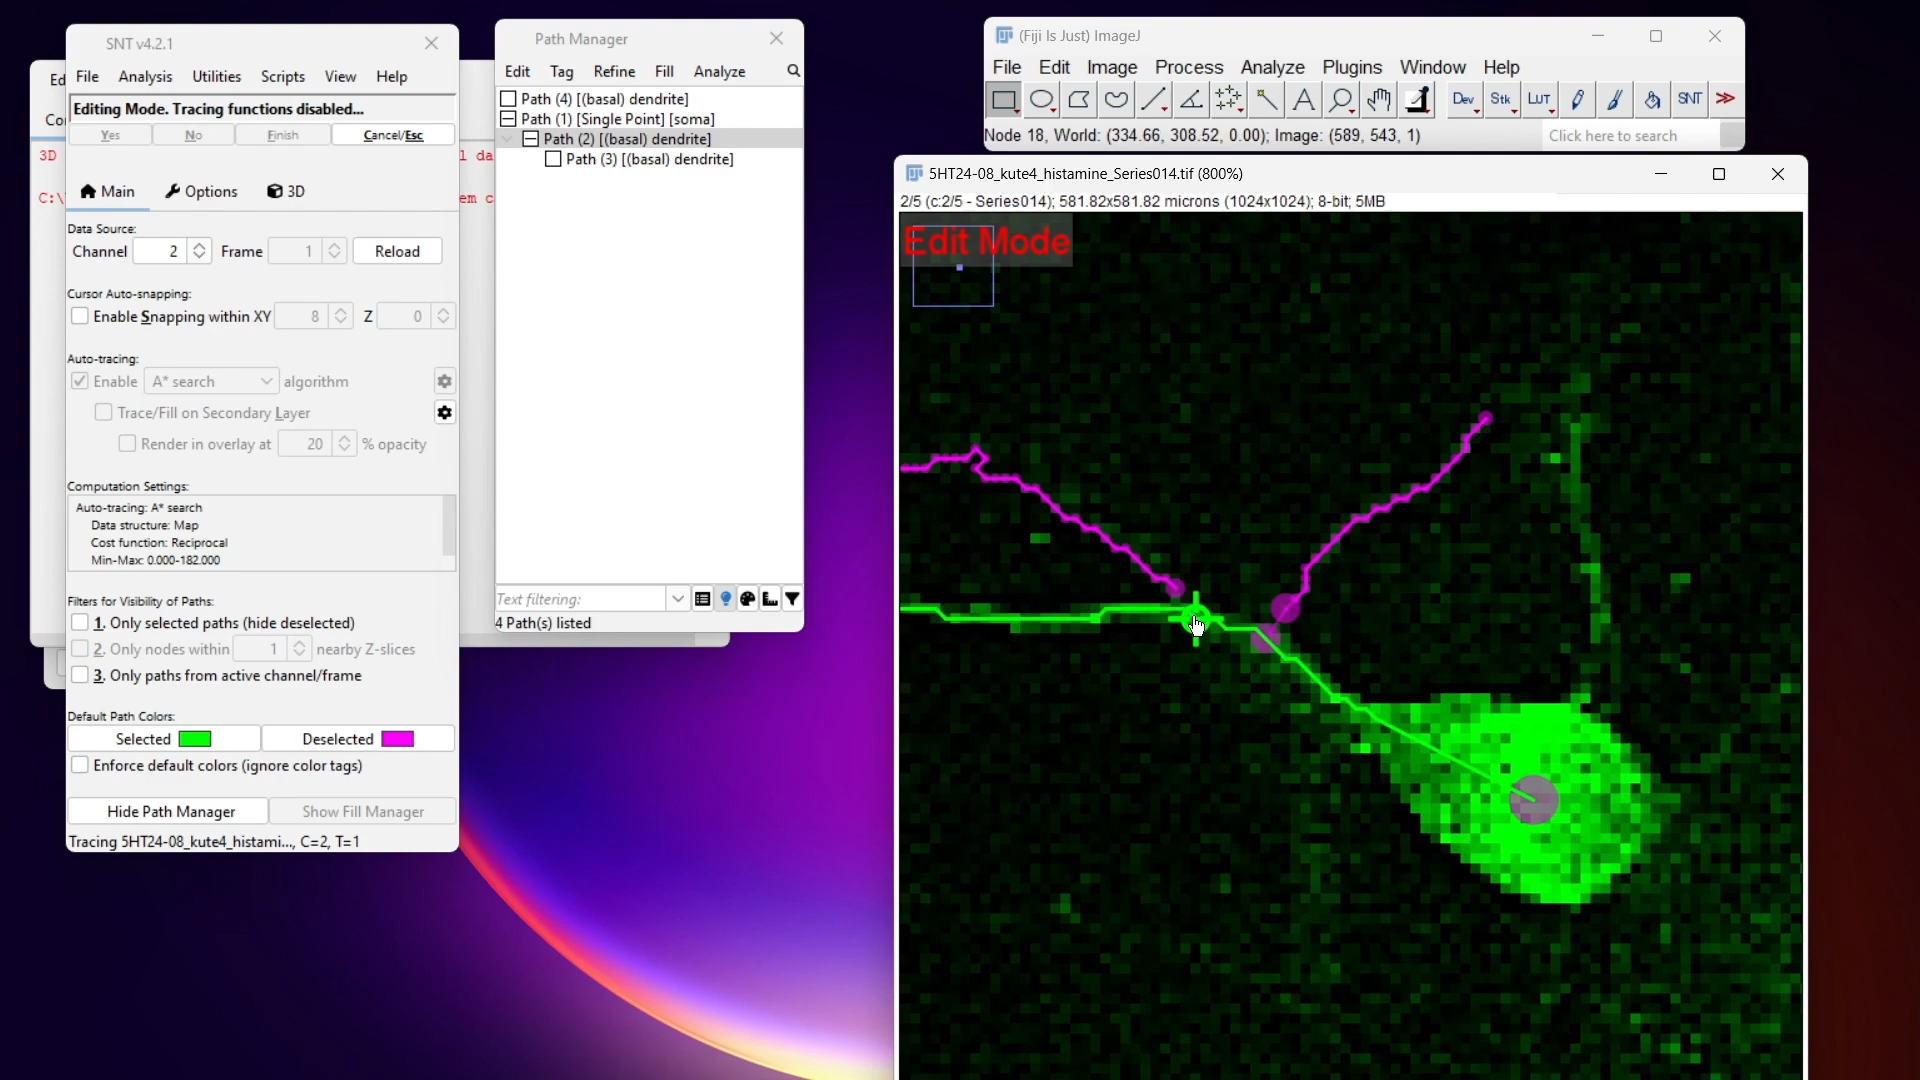 SNT v4.2.1
File Analysis Utilities Scripts View Help
Editing Mode. Tracing functions disabled...
Yes No Finish Cancel/Esc
Main Options 3D
Data Source:
Channel 2 Frame 1 Reload
Cursor Auto-snapping:
Enable Snapping within XY 8 Z 0
Auto-tracing:
Enable A* search algorithm
Trace/Fill on Secondary Layer
Render in overlay at 20 % opacity
Computation Settings:
Auto-tracing: A* search
Data structure: Map
Cost function: Reciprocal
Min-Max: 0.000-182.000
Filters for Visibility of Paths:
1. Only selected paths (hide deselected)
2. Only nodes within 1 nearby Z-slices
3. Only paths from active channel/frame
Default Path Colors:
Selected Deselected
Enforce default colors (ignore color tags)
Hide Path Manager Show Fill Manager
Tracing 5HT24-08_kute4_histami..., C=2, T=1
Ed
Co
3D
C:\
l da
em c
Path Manager
Edit Tag Refine Fill Analyze
Path (4) [(basal) dendrite]
Path (1) [Single Point] [soma]
Path (2) [(basal) dendrite]
Path (3) [(basal) dendrite]
Text filtering:
4 Path(s) listed
(Fiji Is Just) ImageJ
File Edit Image Process Analyze Plugins Window Help
Dev Stk LUT SNT
Node 18, World: (334.66, 308.52, 0.00); Image: (589, 543, 1)
Click here to search
5HT24-08_kute4_histamine_Series014.tif (800%)
2/5 (c:2/5 - Series014); 581.82x581.82 microns (1024x1024); 8-bit; 5MB
Edit Mode